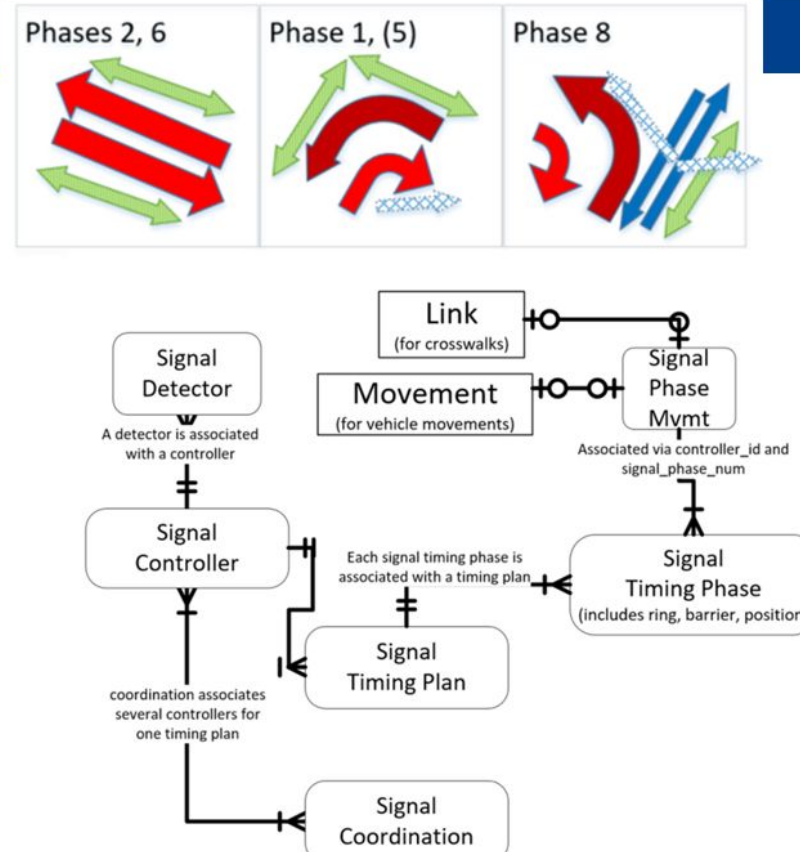 Phases 2, 6
Phase 1, (5)
Phase 8
Link
(for crosswalks)
Movement
(for vehicle movements)
Signal
Phase
Mvmt
Associated via controller_id and
signal_phase_num
Signal
Detector
A detector is associated
with a controller
Signal
Controller
Each signal timing phase is
associated with a timing plan
Signal
Timing Phase
(includes ring, barrier, position
Signal
Timing Plan
coordination associates
several controllers for
one timing plan
Signal
Coordination